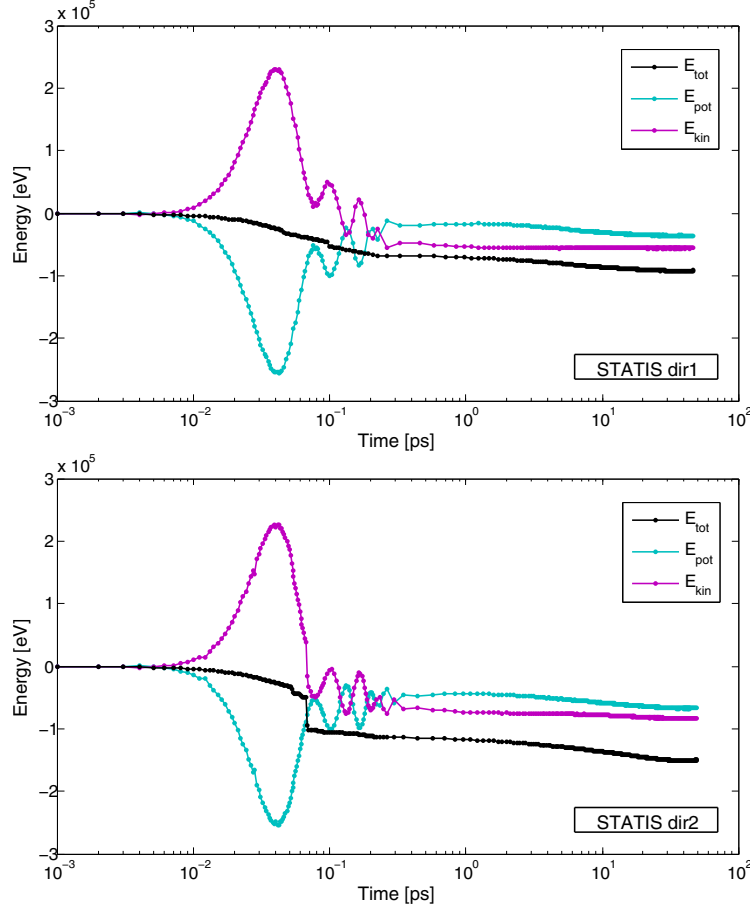 x 10^5
3
2
1
0
−1
−2
−3
Energy [eV]
E_tot
E_pot
E_kin
STATIS dir1
10^−3
10^−2
10^−1
10^0
10^1
10^2
Time [ps]
x 10^5
3
2
1
0
−1
−2
−3
Energy [eV]
E_tot
E_pot
E_kin
STATIS dir2
10^−3
10^−2
10^−1
10^0
10^1
10^2
Time [ps]